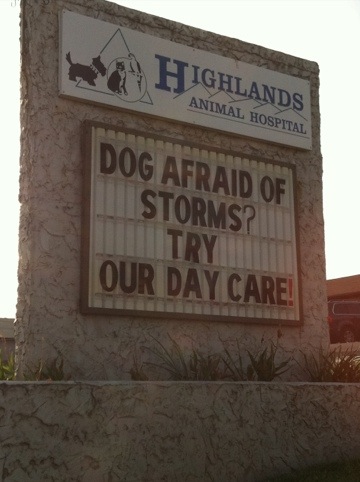 HIGHLANDS
ANIMAL HOSPITAL
DOG AFRAID OF
STORMS?
TRY
OUR DAY CARE!